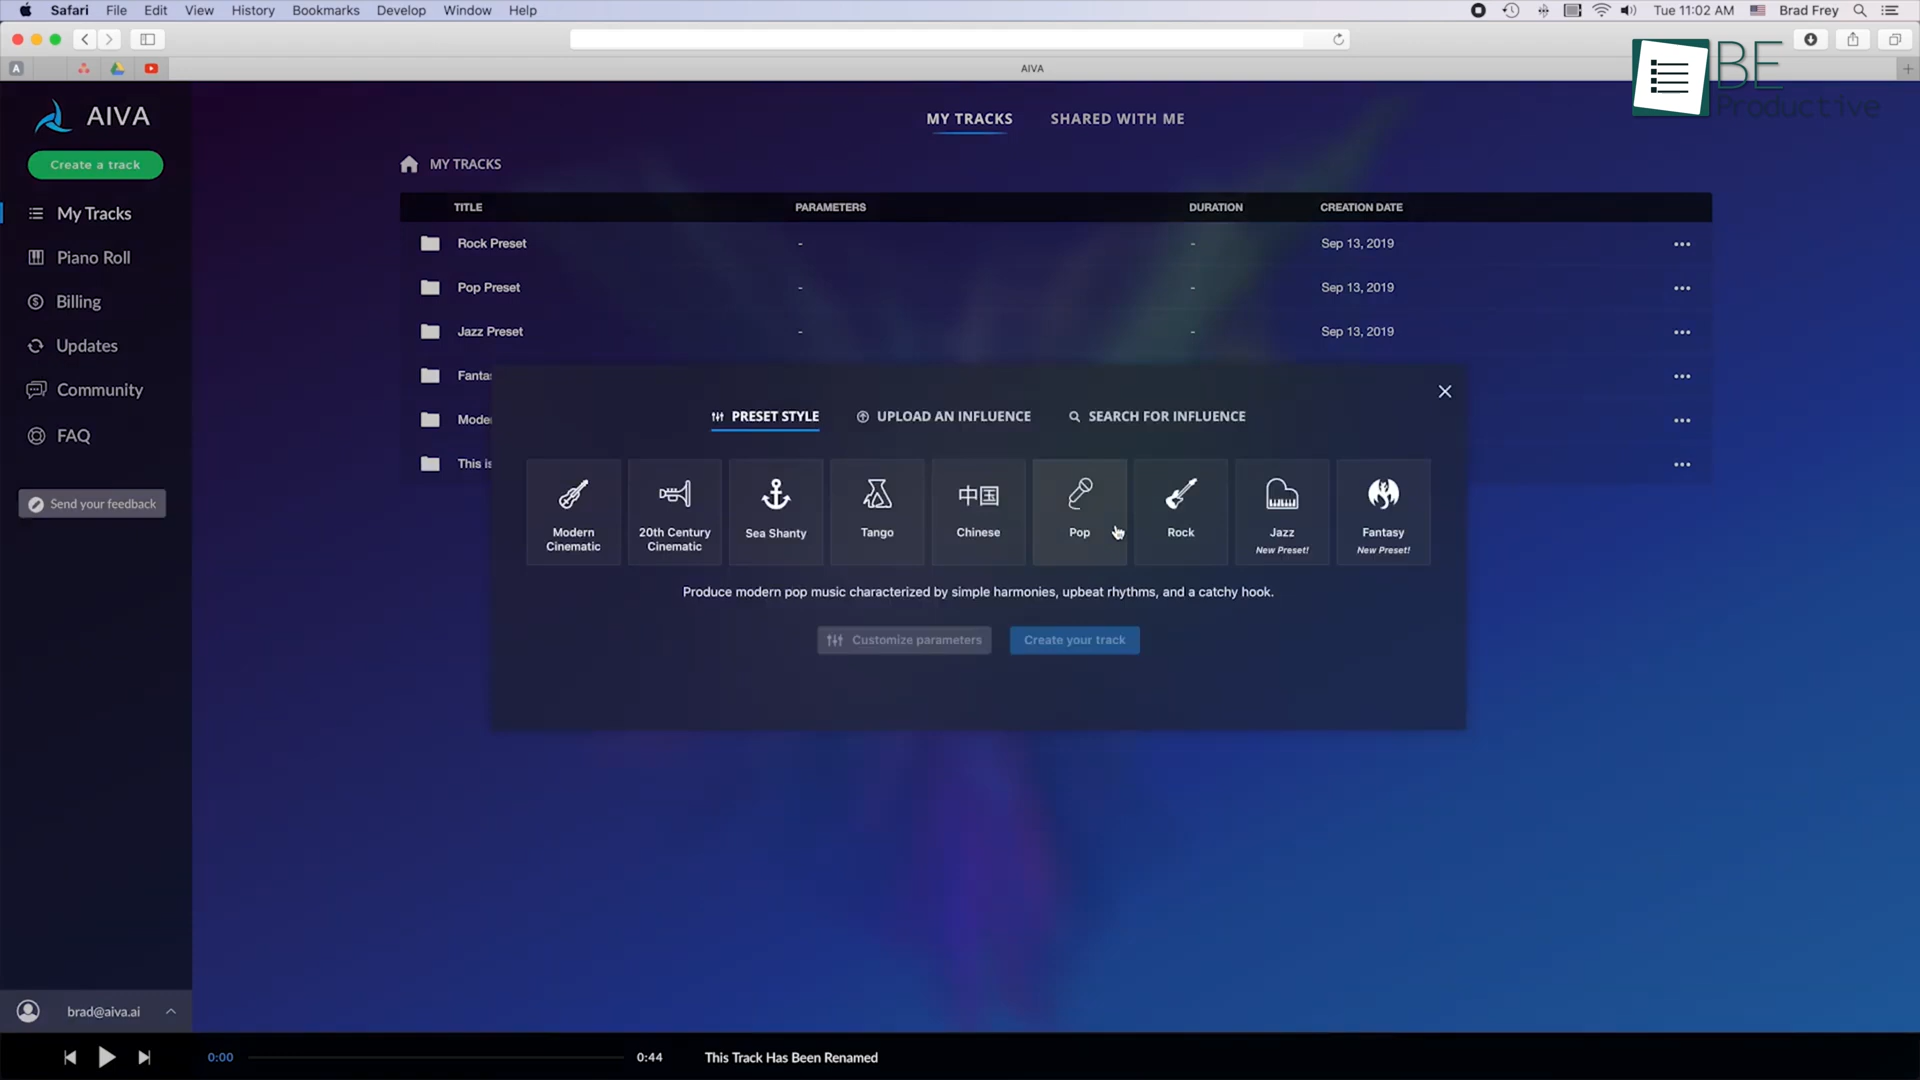 Safari File Edit View History Bookmarks Develop Window Help Tue 11:02 AM Brad Frey
A
AIVA
BE
Productive
AIVA
Create a track
My Tracks
Piano Roll
Billing
Updates
Community
FAQ
Send your feedback
brad@aiva.ai
MY TRACKS SHARED WITH ME
MY TRACKS
TITLE PARAMETERS DURATION CREATION DATE
Rock Preset - - Sep 13, 2019
Pop Preset - - Sep 13, 2019
Jazz Preset - - Sep 13, 2019
Fanta
Mode
This is
PRESET STYLE UPLOAD AN INFLUENCE SEARCH FOR INFLUENCE
中国
Modern
Cinematic
20th Century
Cinematic
Sea Shanty
Tango
Chinese
Pop
Rock
Jazz
New Preset!
Fantasy
New Preset!
Produce modern pop music characterized by simple harmonies, upbeat rhythms, and a catchy hook.
Customize parameters Create your track
0:00 0:44 This Track Has Been Renamed